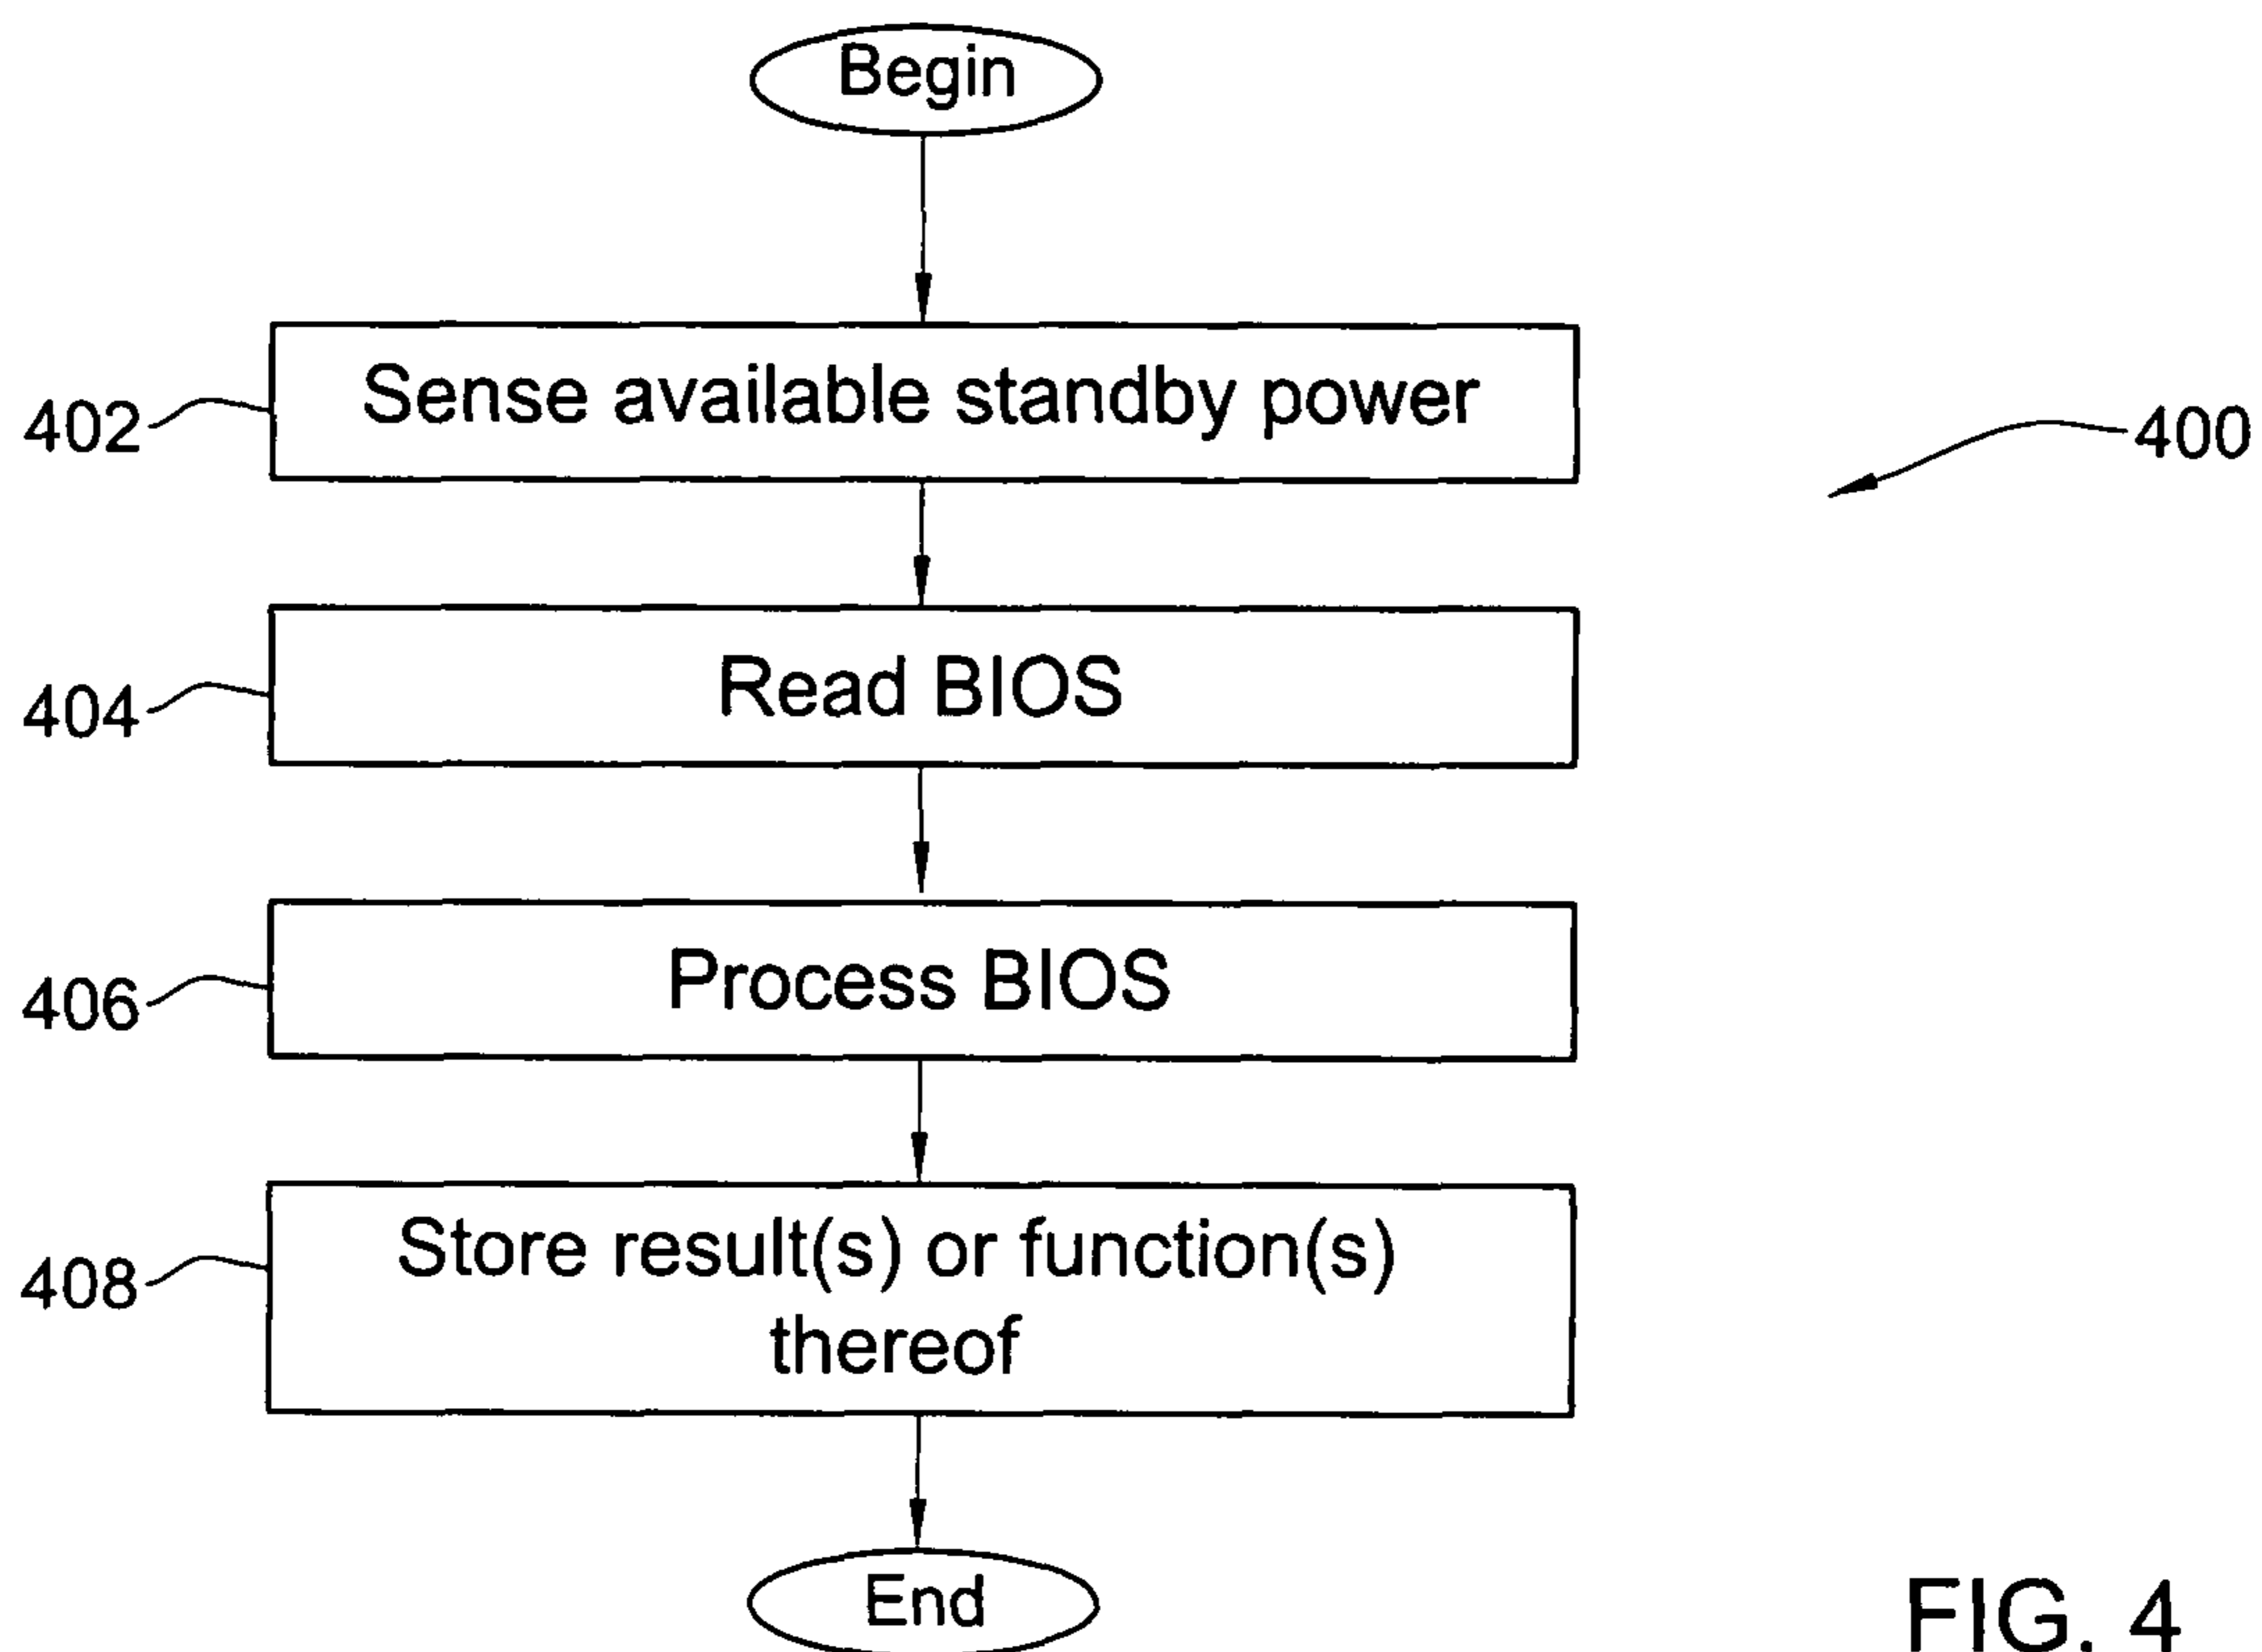 Begin
Sense available standby power
402
400
Read BIOS
404
Process BIOS
406
Store result(s) or function(s)
thereof
408
End
FIG. 4